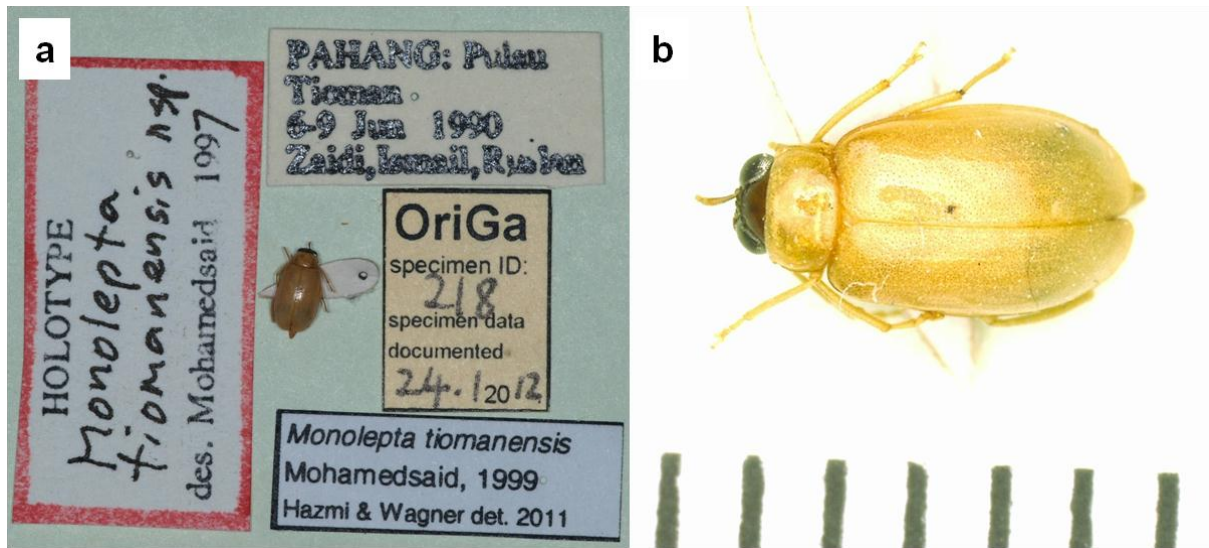 a
HOLOTYPE
Monolepta
tiomanensis nsp.
des. Mohamedsaid 1997
PAHANG: Pulau
Tioman
6-9 Jun 1990
Zaidi, Ismail, Ruslan
OriGa
specimen ID:
218
specimen data
documented
24.1 2012
Monolepta tiomanensis
Mohamedsaid, 1999
Hazmi & Wagner det. 2011
b